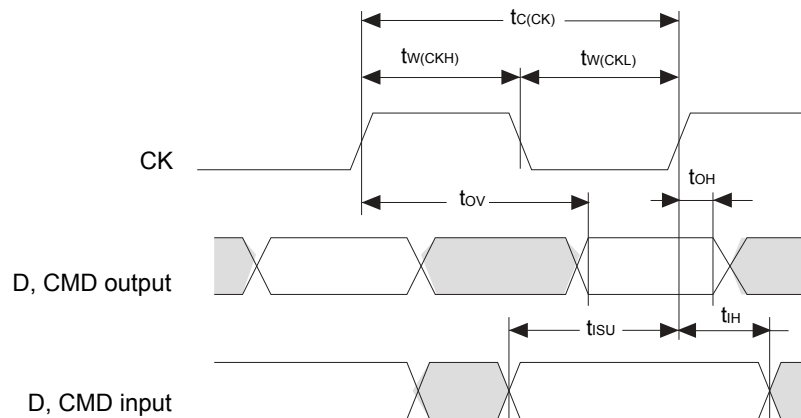 tC(CK)
tW(CKH)
tW(CKL)
CK
tOH
tOV
D, CMD output
tISU
tIH
D, CMD input